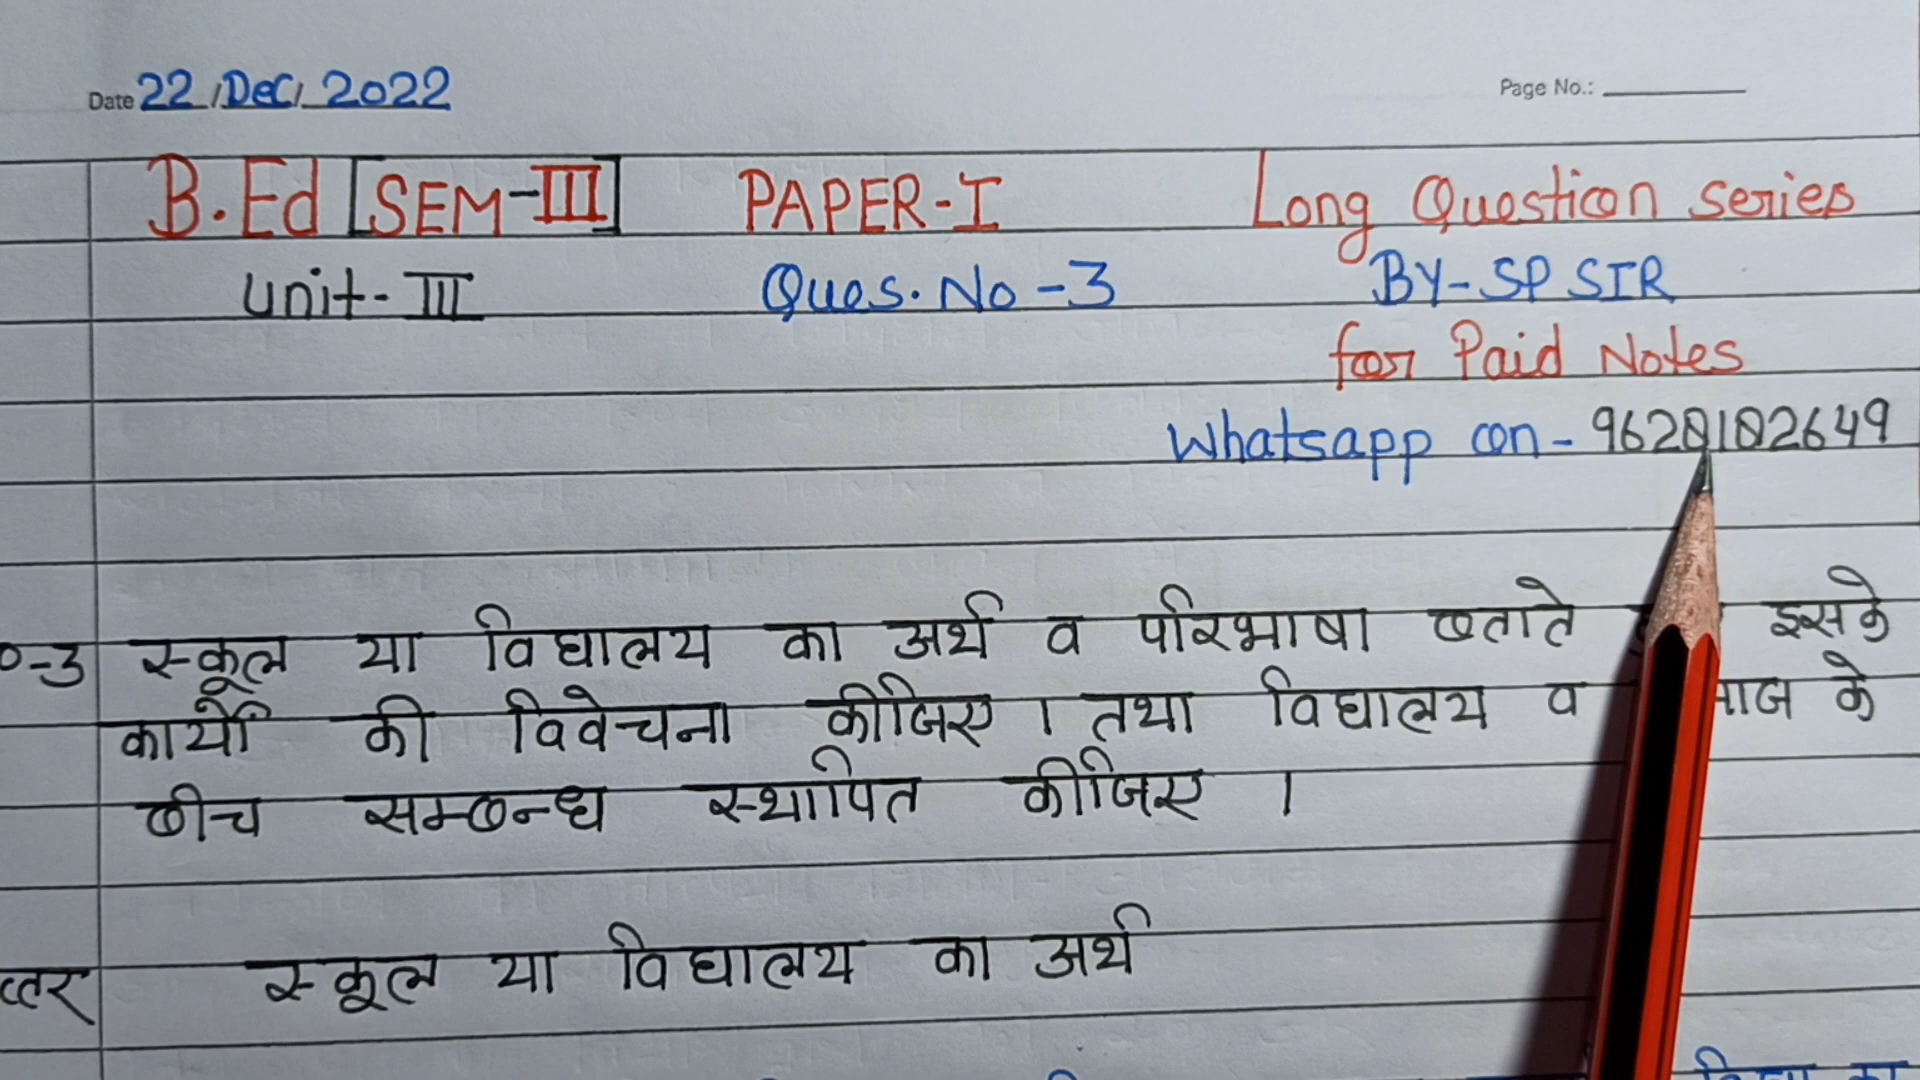 Date 22 Dec 2022 Page No.:
B.Ed [SEM-III] PAPER-I Long Question series
Unit-III Ques. No-3 BY-SP SIR
for Paid Notes
Whatsapp on- 9620102649
-3 स्कूल या विद्यालय का अर्थ व परिभाषा बताते इसके
कार्यों की विवेचना कीजिए । तथा विद्यालय व के
बीच सम्बन्ध स्थापित कीजिए ।
स्कूल या विद्यालय का अर्थ